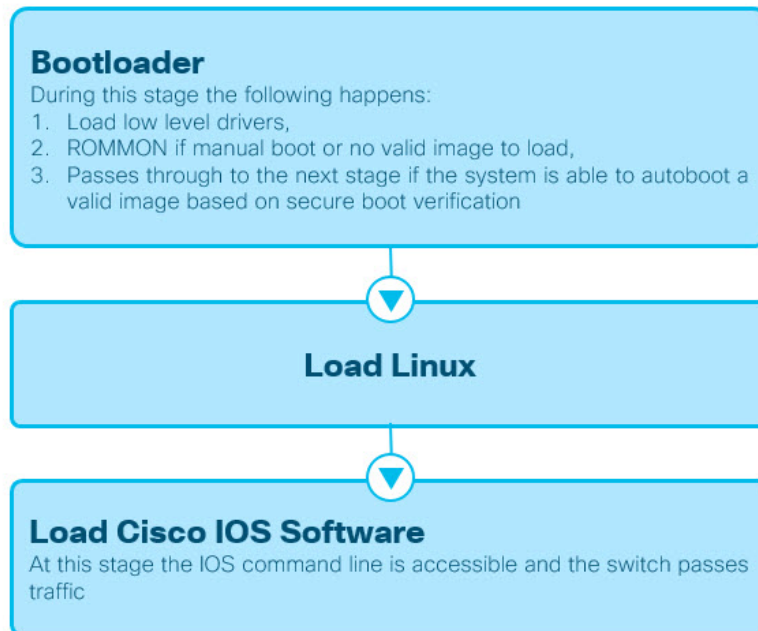 Bootloader
During this stage the following happens:
1. Load low level drivers,
2. ROMMON if manual boot or no valid image to load,
3. Passes through to the next stage if the system is able to autoboot a
valid image based on secure boot verification
Load Linux
Load Cisco IOS Software
At this stage the IOS command line is accessible and the switch passes
traffic